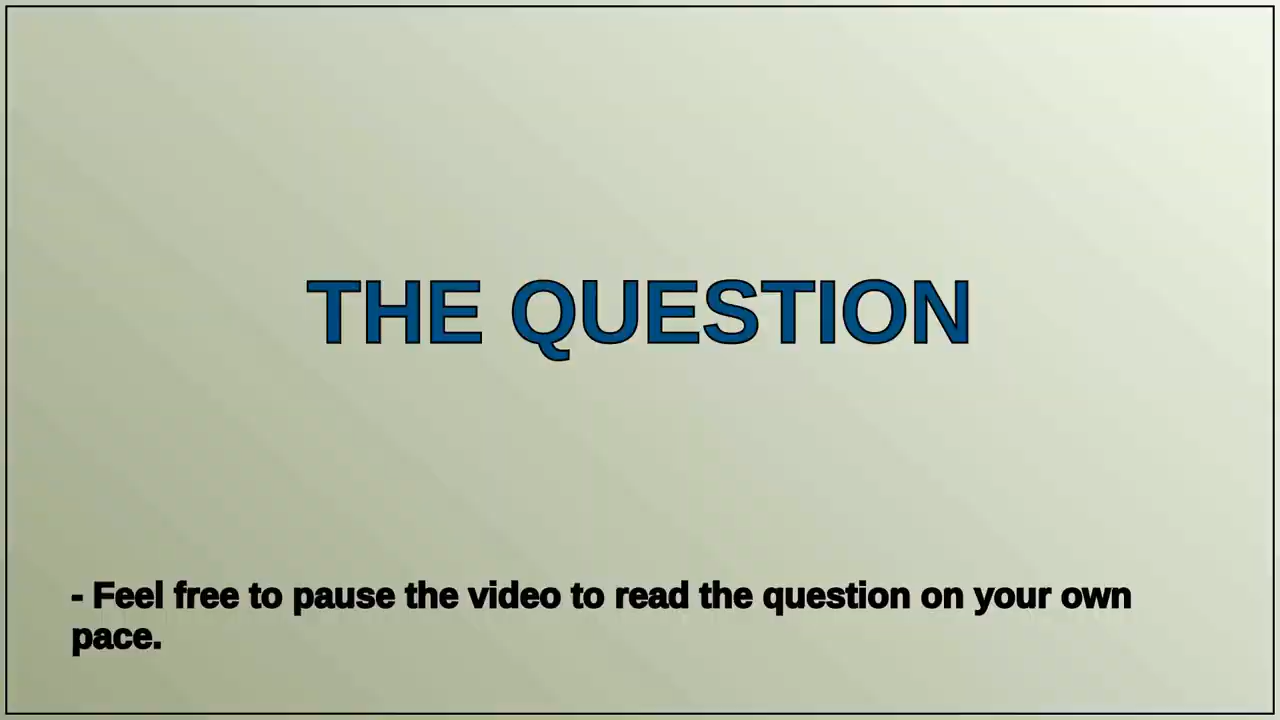 THE QUESTION
- Feel free to pause the video to read the question on your own
pace.